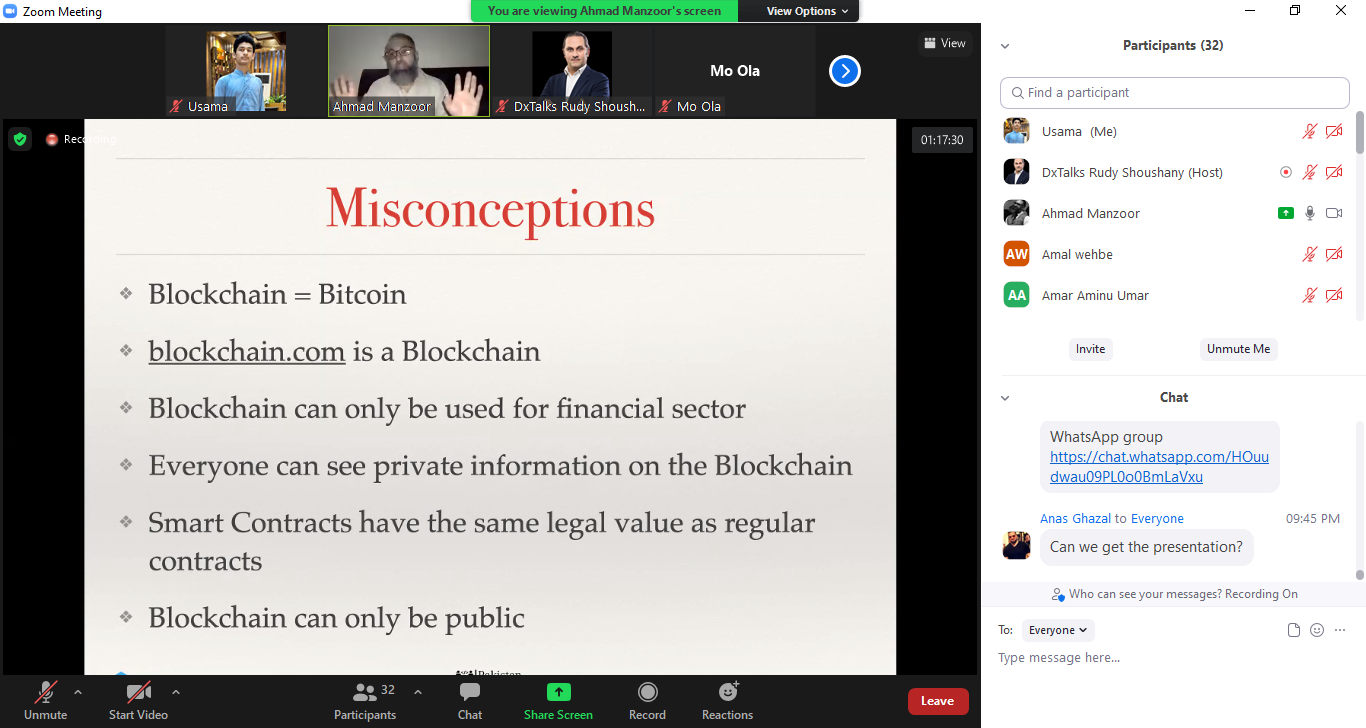 Zoom Meeting
You are viewing Ahmad Manzoor's screen
View Options
Usama
Ahmad Manzoor
DxTalks Rudy Shoush...
Mo Ola
Mo Ola
View
Recording
01:17:30
Misconceptions
Blockchain = Bitcoin
blockchain.com is a Blockchain
Blockchain can only be used for financial sector
Everyone can see private information on the Blockchain
Smart Contracts have the same legal value as regular
contracts
Blockchain can only be public
Pakistan
Unmute
Start Video
32
Participants
Chat
Share Screen
Record
Reactions
Leave
Participants (32)
Find a participant
Usama (Me)
DxTalks Rudy Shoushany (Host)
Ahmad Manzoor
AW
Amal wehbe
AA
Amar Aminu Umar
Invite
Unmute Me
Chat
WhatsApp group
https://chat.whatsapp.com/HOuu
dwau09PL0o0BmLaVxu
Anas Ghazal to Everyone 09:45 PM
Can we get the presentation?
Who can see your messages? Recording On
To: Everyone
Type message here...